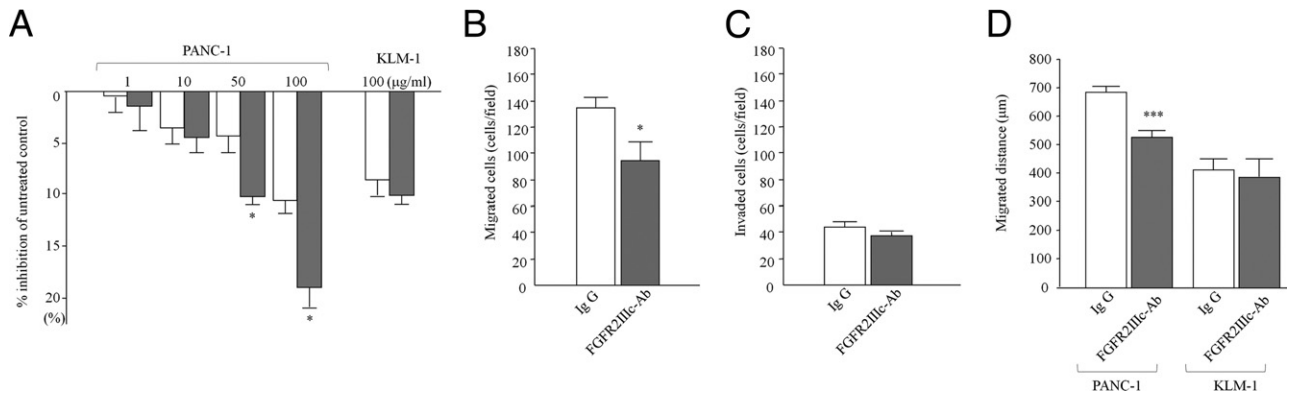 A
PANC-1
KLM-1
1
10
50
100
100 (μg/ml)
0
5
10
15
20
(%)
% inhibition of untreated control
*
*
B
Migrated cells (cells/field)
180
160
140
120
100
80
60
40
20
0
*
Ig G
FGFR2IIIc-Ab
C
Invaded cells (cells/field)
180
160
140
120
100
80
60
40
20
0
Ig G
FGFR2IIIc-Ab
D
Migrated distance (μm)
800
700
600
500
400
300
200
100
0
***
Ig G
FGFR2IIIc-Ab
Ig G
FGFR2IIIc-Ab
PANC-1
KLM-1